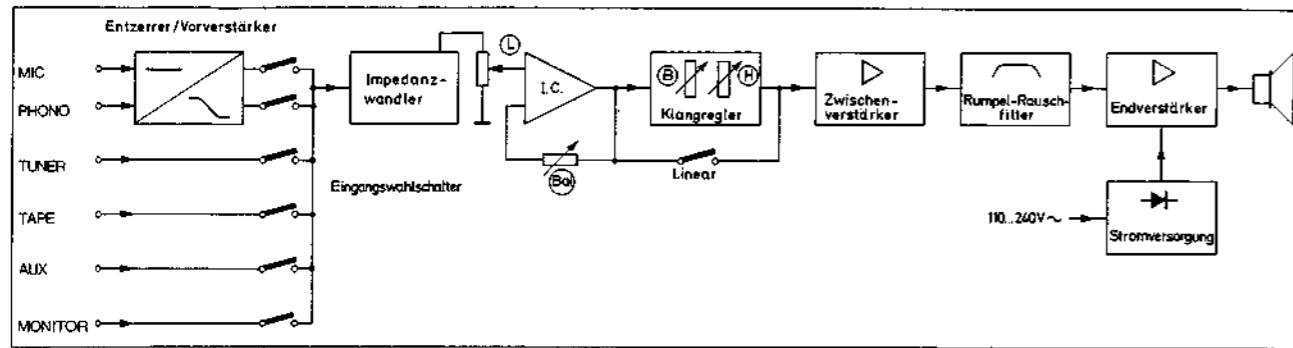 Entzerrer/Vorverstärker
MIC
PHONO
TUNER
TAPE
AUX
MONITOR
Eingangswahlschalter
Impedanz-
wandler
L
I.C.
Bal
B
H
Klangregler
Linear
Zwischen-
verstärker
Rumpel-Rausch-
filter
Endverstärker
110...240V~
Stromversorgung